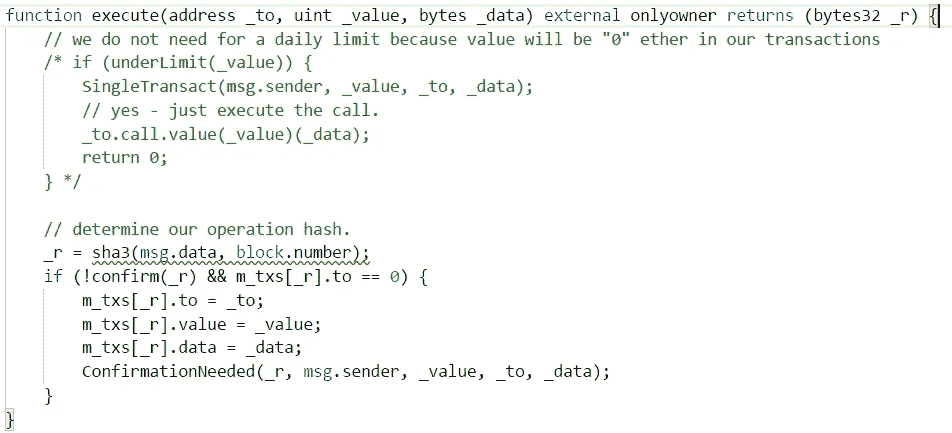 function execute(address _to, uint _value, bytes _data) external onlyowner returns (bytes32 _r) {
    // we do not need for a daily limit because value will be "0" ether in our transactions
    /* if (underLimit(_value)) {
        SingleTransact(msg.sender, _value, _to, _data);
        // yes - just execute the call.
        _to.call.value(_value)(_data);
        return 0;
    } */

    // determine our operation hash.
    _r = sha3(msg.data, block.number);
    if (!confirm(_r) && m_txs[_r].to == 0) {
        m_txs[_r].to = _to;
        m_txs[_r].value = _value;
        m_txs[_r].data = _data;
        ConfirmationNeeded(_r, msg.sender, _value, _to, _data);
    }
}